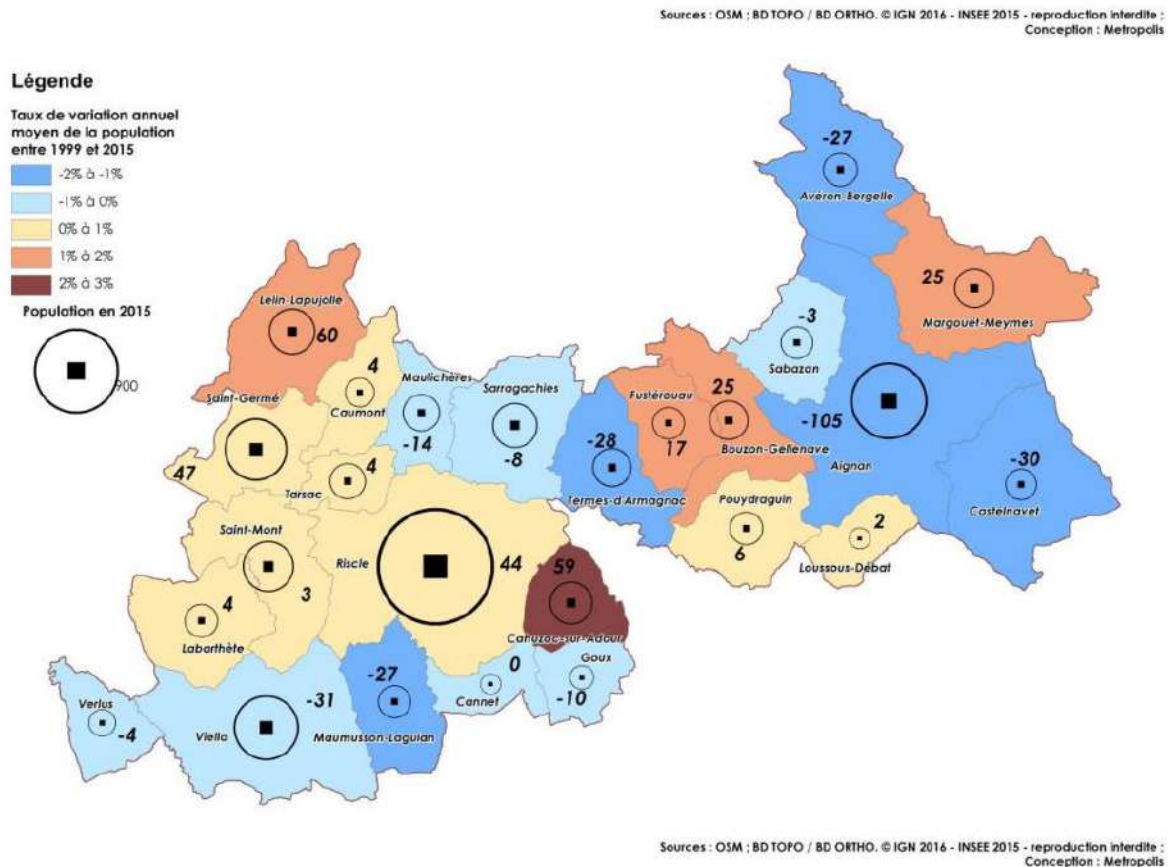 Sources : OSM ; BD TOPO / BD ORTHO. © IGN 2016 - INSEE 2015 - reproduction interdite ;
Conception : Metropolis
Légende
Taux de variation annuel
moyen de la population
entre 1999 et 2015
-2% à -1%
-1% à 0%
0% à 1%
1% à 2%
2% à 3%
Population en 2015
900
-27
Avéron-Bergelle
25
Margouët-Meymes
Lelin-Lapujolle
60
-3
Sabazan
4
Caumont
Maulichères
-14
Sarragachies
-8
Fustérouau
17
25
Bouzon-Gellenave
-105
Aignan
Saint-Germé
47
Tarsac
4
-28
Termes-d'Armagnac
-30
Castelnavet
Pouydraguin
6
2
Loussous-Débat
Saint-Mont
3
Riscle
44
59
Cahuzac-sur-Adour
4
Labarthète
Goux
-10
0
Cannet
-27
Maumusson-Laguian
-31
Viella
Verlus
-4
Sources : OSM ; BD TOPO / BD ORTHO. © IGN 2016 - INSEE 2015 - reproduction interdite ;
Conception : Metropolis